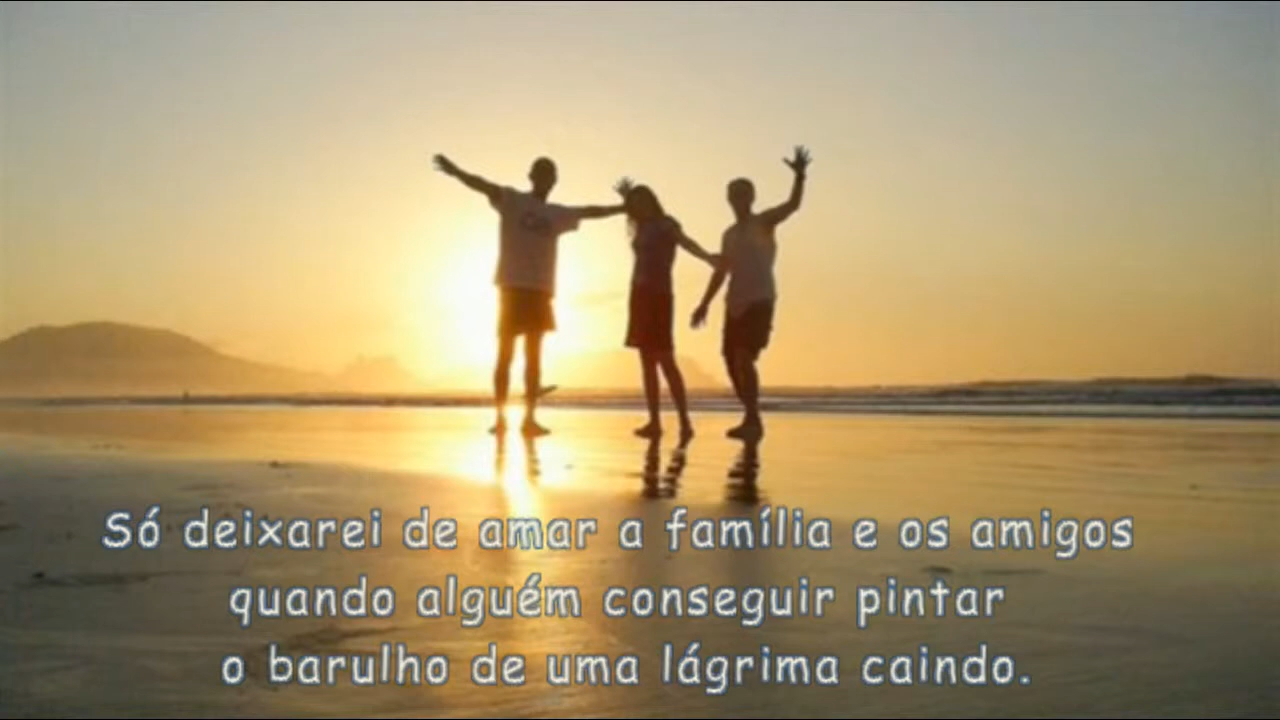 Só deixarei de amar a família e os amigos
quando alguém conseguir pintar
o barulho de uma lágrima caindo.